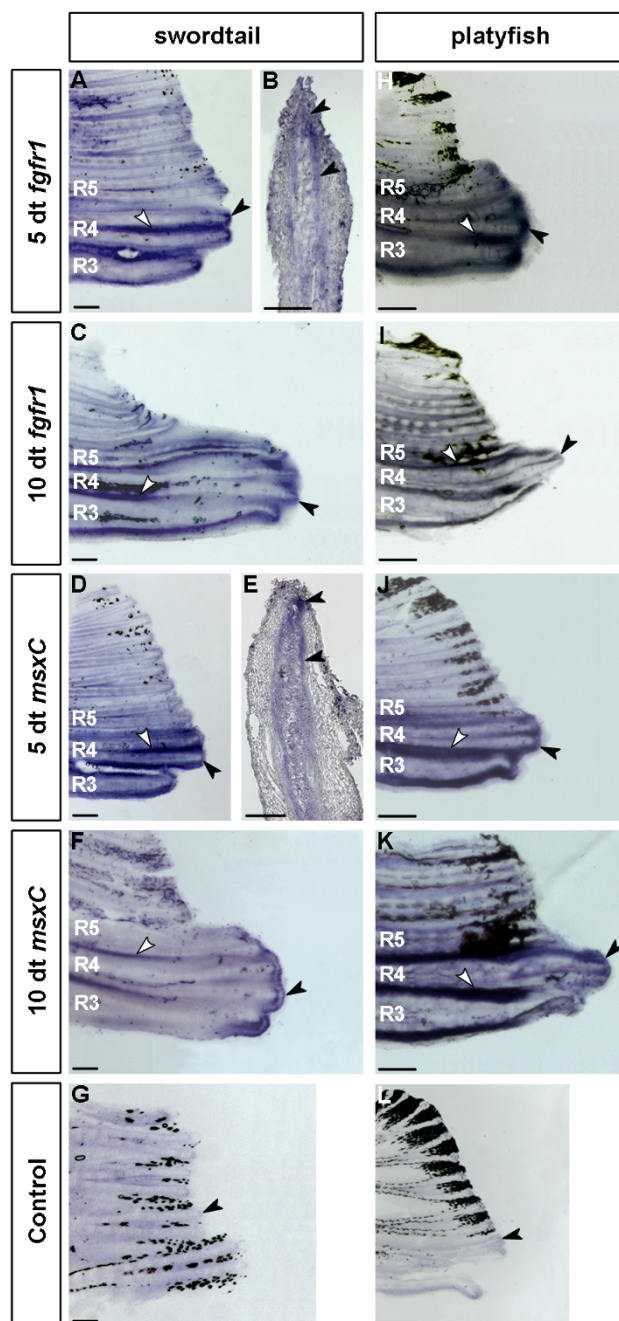 swordtail platyfish
5 dt fgfr1
A B H
R5 R5
R4 R4
R3 R3
10 dt fgfr1
C I
R5 R5
R4 R4
R3 R3
5 dt msxC
D E J
R5 R5
R4 R4
R3 R3
10 dt msxC
F K
R5 R5
R4 R4
R3 R3
Control
G L